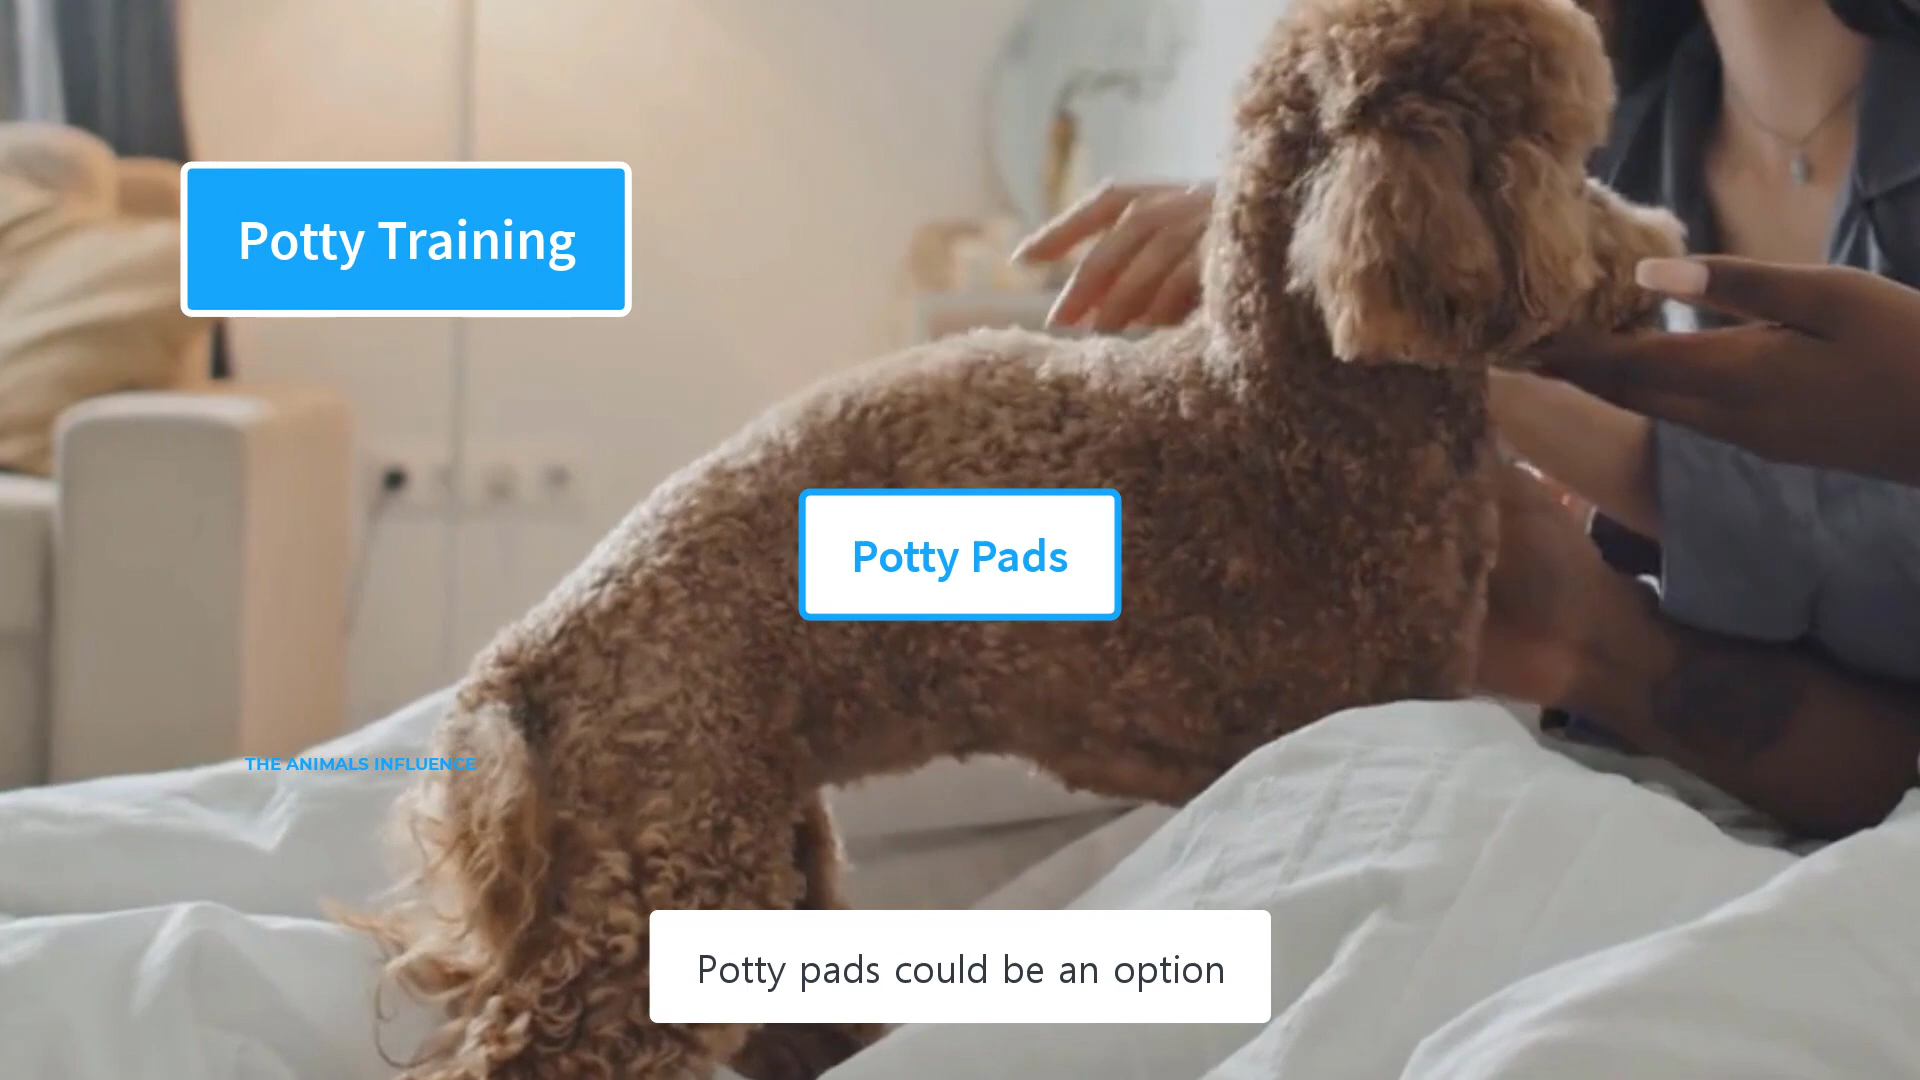 Potty Training
Potty Pads
THE ANIMALS INFLUENCE
Potty pads could be an option